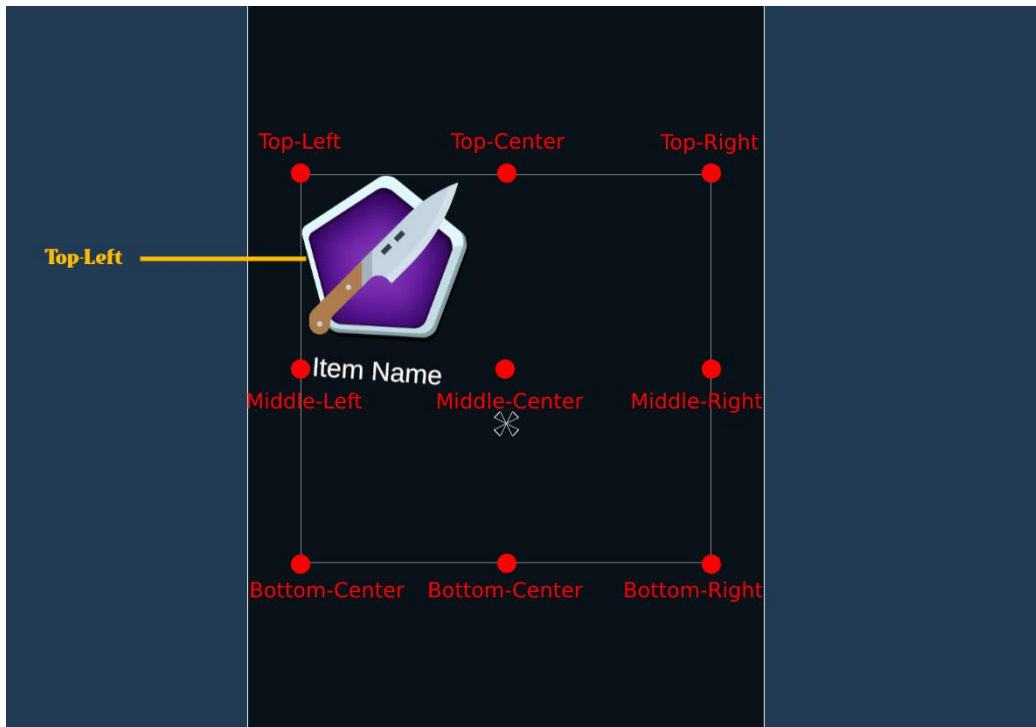 Top-Left Top-Center Top-Right
Top-Left
Item Name
Middle-Left Middle-Center Middle-Right
Bottom-Center Bottom-Center Bottom-Right